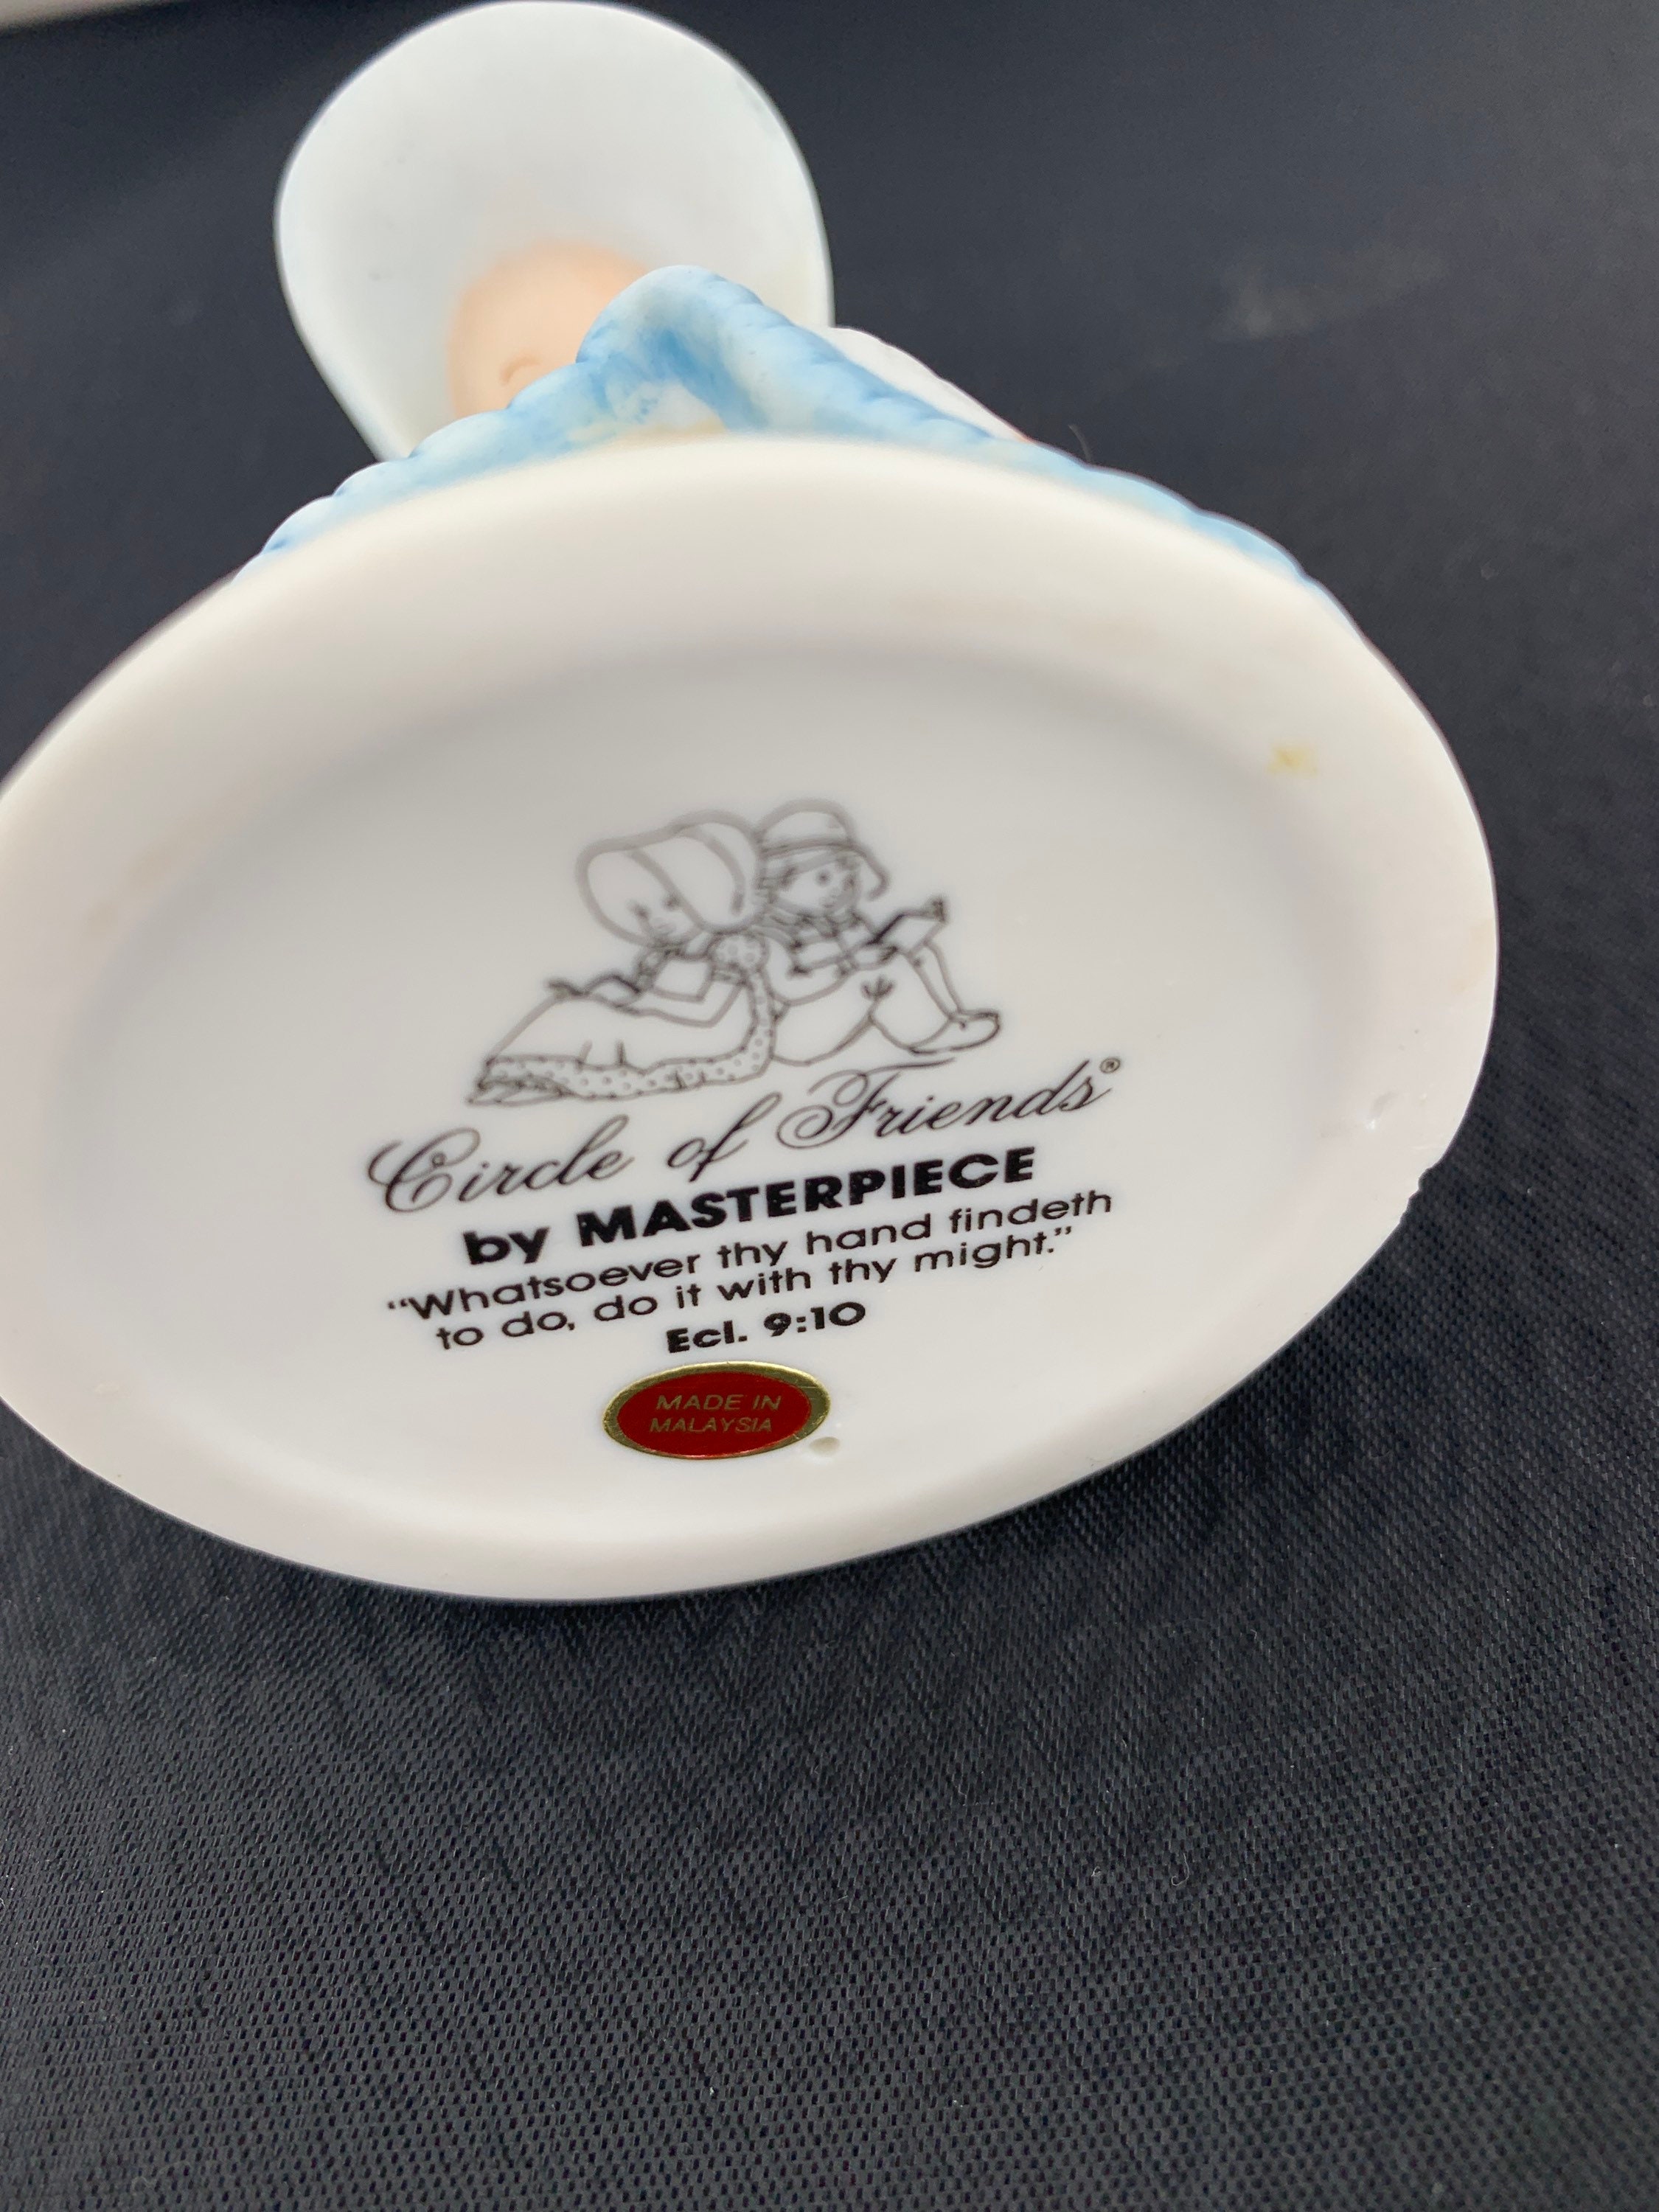 Circle of Friends®
by MASTERPIECE
“Whatsoever thy hand findeth
to do, do it with thy might.”
Ecl. 9:10
MADE IN
MALAYSIA